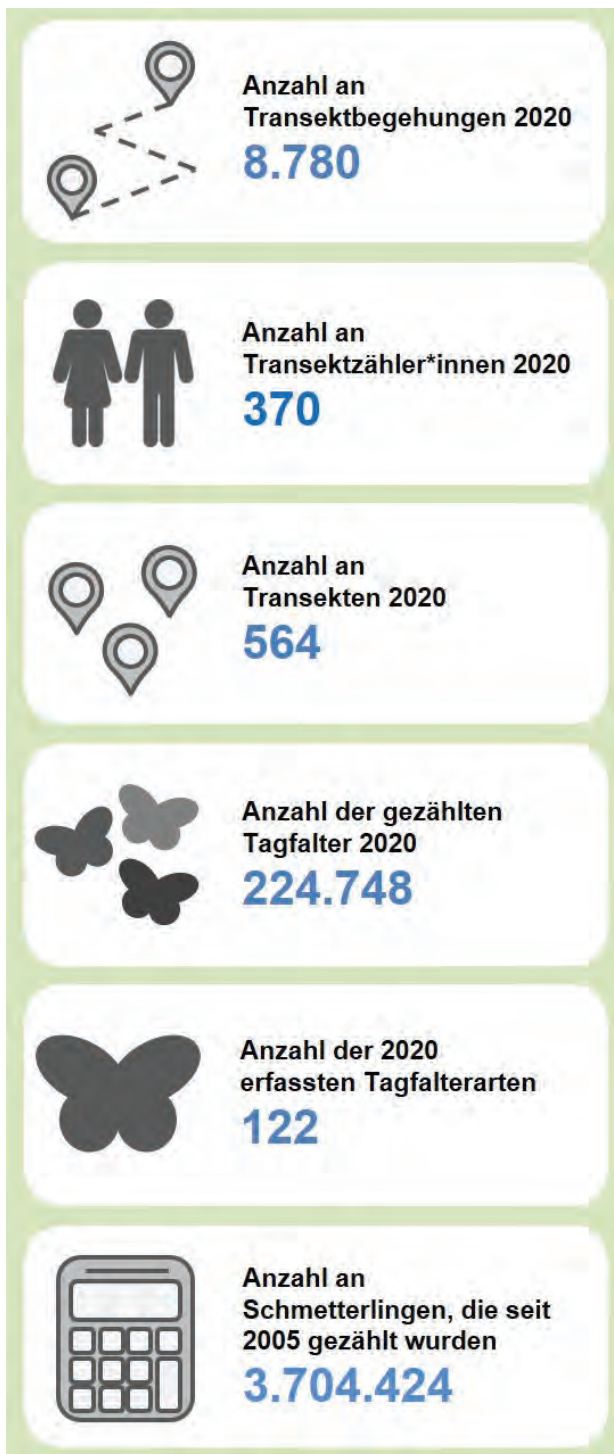 Anzahl an
Transektbegehungen 2020
8.780
Anzahl an
Transektzähler*innen 2020
370
Anzahl an
Transekten 2020
564
Anzahl der gezählten
Tagfalter 2020
224.748
Anzahl der 2020
erfassten Tagfalterarten
122
Anzahl an
Schmetterlingen, die seit
2005 gezählt wurden
3.704.424